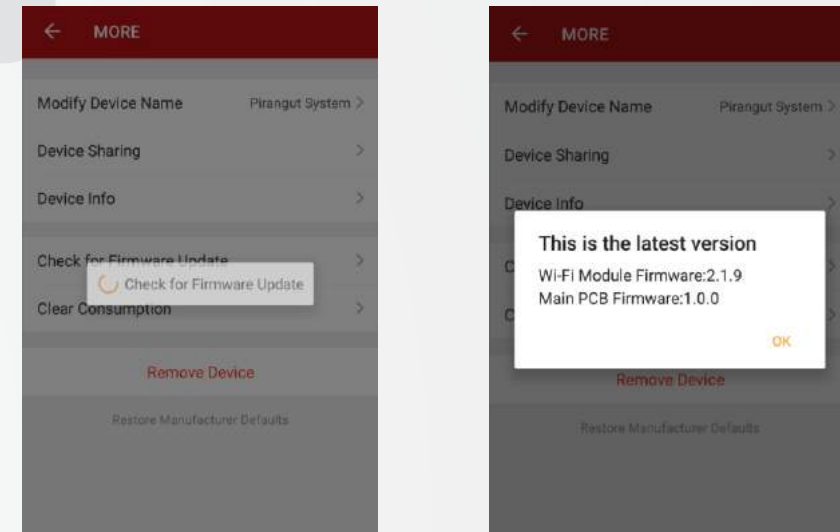 MORE
Modify Device Name Pirangut System >
Device Sharing >
Device Info >
Check for Firmware Update >
Check for Firmware Update
Clear Consumption >
Remove Device
Restore Manufacturer Defaults
MORE
Modify Device Name Pirangut System >
Device Sharing >
Device Info >
This is the latest version
C
Wi-Fi Module Firmware:2.1.9
Main PCB Firmware:1.0.0
C
OK
Remove Device
Restore Manufacturer Defaults